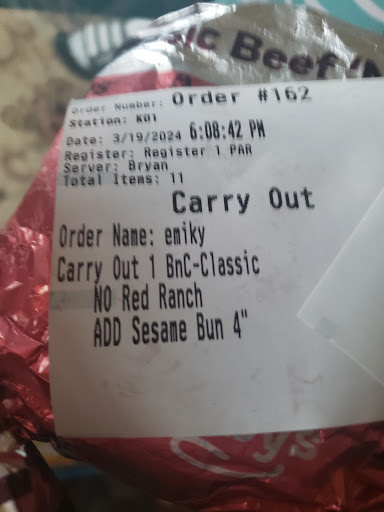 ic Beef 'N
Order Number: Order #162
Station: K01
Date: 3/19/2024 6:08:42 PM
Register: Register 1 PAR
Server: Bryan
Total Items: 11
Carry Out
Order Name: emiky
Carry Out 1 BnC-Classic
NO Red Ranch
ADD Sesame Bun 4"